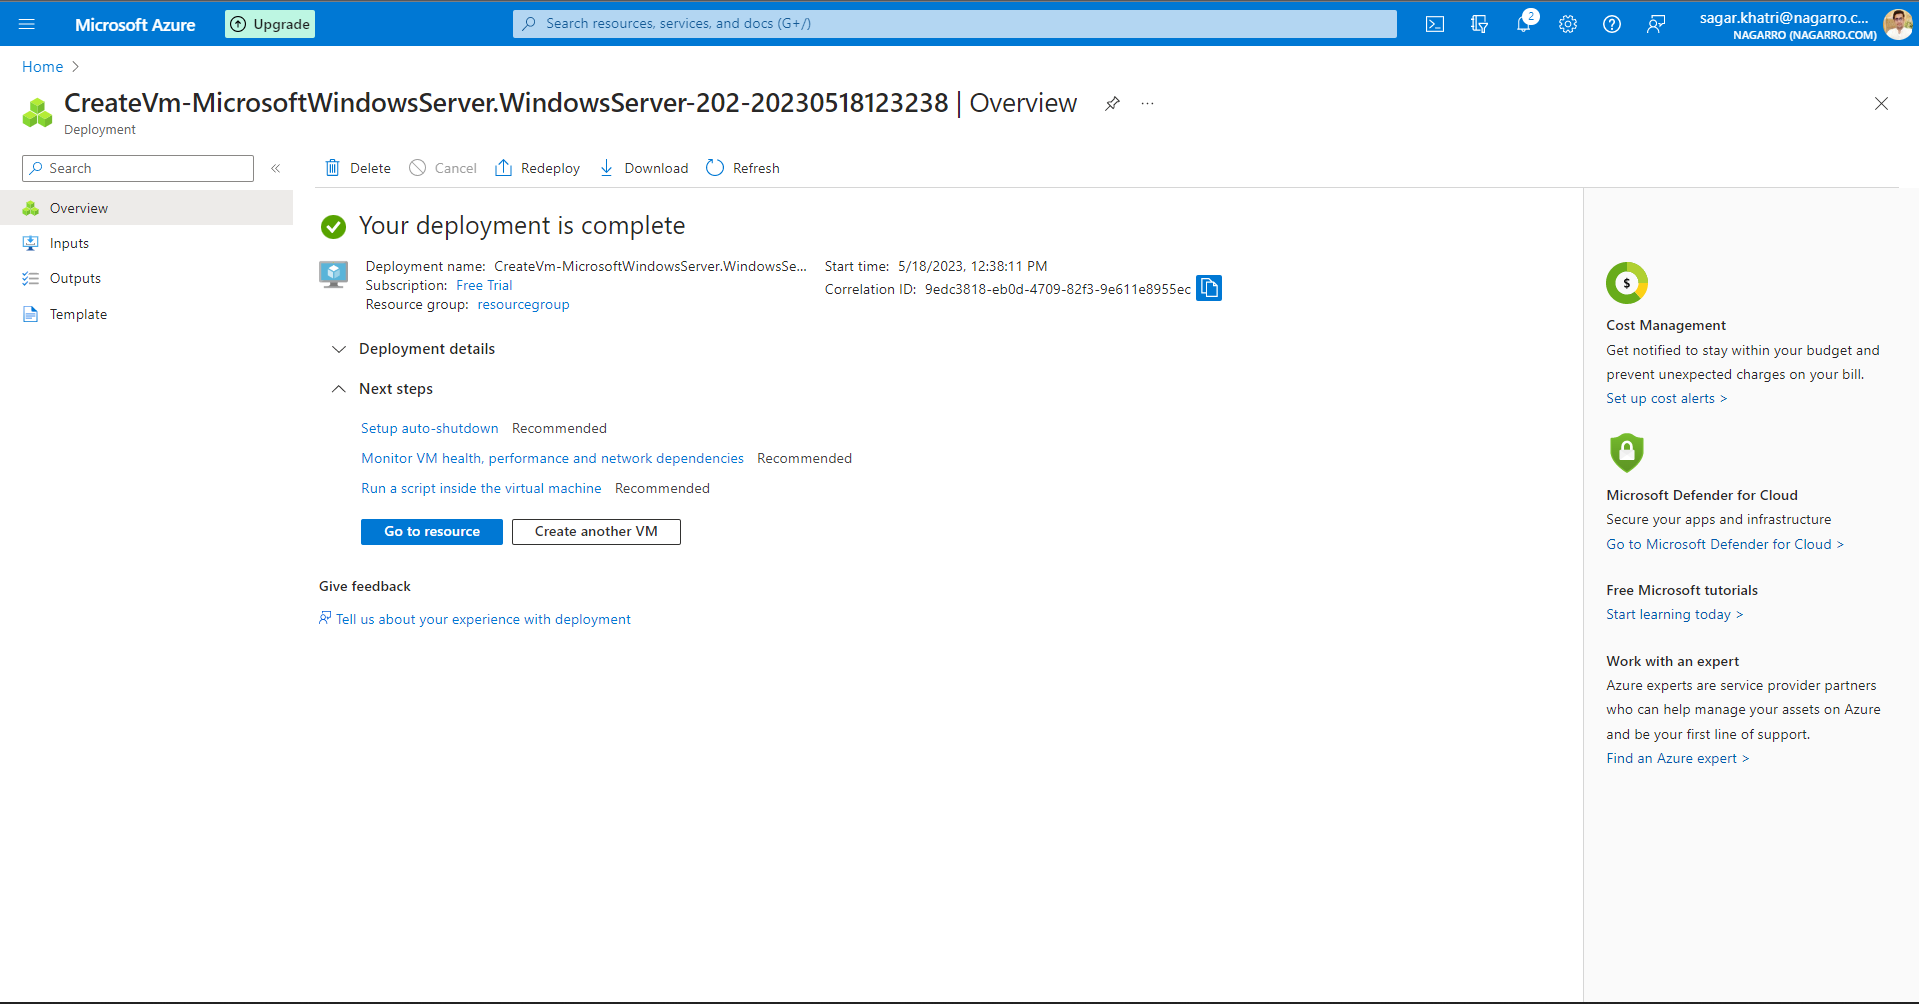 Microsoft Azure
Upgrade
Search resources, services, and docs (G+/)
2
sagar.khatri@nagarro.c...
NAGARRO (NAGARRO.COM)
Home
CreateVm-MicrosoftWindowsServer.WindowsServer-202-20230518123238 | Overview
Deployment
Search
Delete
Cancel
Redeploy
Download
Refresh
Overview
Inputs
Outputs
Template
Your deployment is complete
Deployment name: CreateVm-MicrosoftWindowsServer.WindowsSe...
Subscription: Free Trial
Resource group: resourcegroup
Start time: 5/18/2023, 12:38:11 PM
Correlation ID: 9edc3818-eb0d-4709-82f3-9e611e8955ec
Deployment details
Next steps
Setup auto-shutdown Recommended
Monitor VM health, performance and network dependencies Recommended
Run a script inside the virtual machine Recommended
Go to resource
Create another VM
Give feedback
Tell us about your experience with deployment
$
Cost Management
Get notified to stay within your budget and
prevent unexpected charges on your bill.
Set up cost alerts >
Microsoft Defender for Cloud
Secure your apps and infrastructure
Go to Microsoft Defender for Cloud >
Free Microsoft tutorials
Start learning today >
Work with an expert
Azure experts are service provider partners
who can help manage your assets on Azure
and be your first line of support.
Find an Azure expert >